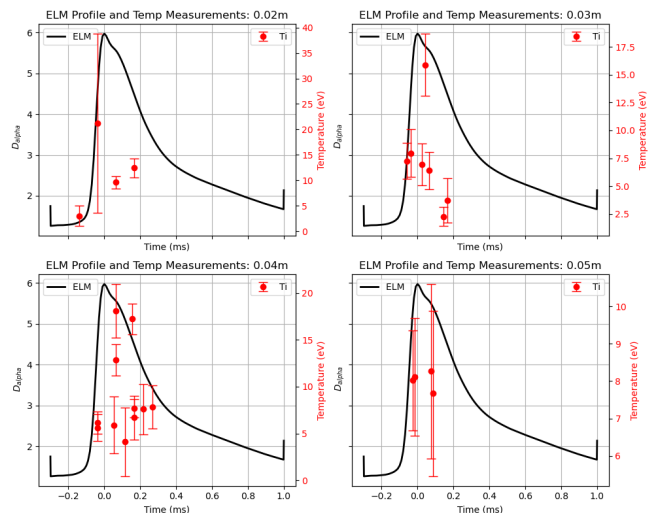 ELM Profile and Temp Measurements: 0.02m
ELM
Ti
6
5
4
3
2
D_alpha
40
35
30
25
20
15
10
5
0
Temperature (eV)
Time (ms)
ELM Profile and Temp Measurements: 0.03m
ELM
Ti
D_alpha
17.5
15.0
12.5
10.0
7.5
5.0
2.5
Temperature (eV)
Time (ms)
ELM Profile and Temp Measurements: 0.04m
ELM
Ti
6
5
4
3
2
D_alpha
20
15
10
5
0
Temperature (eV)
−0.2 0.0 0.2 0.4 0.6 0.8 1.0
Time (ms)
ELM Profile and Temp Measurements: 0.05m
ELM
Ti
D_alpha
10
9
8
7
6
Temperature (eV)
−0.2 0.0 0.2 0.4 0.6 0.8 1.0
Time (ms)